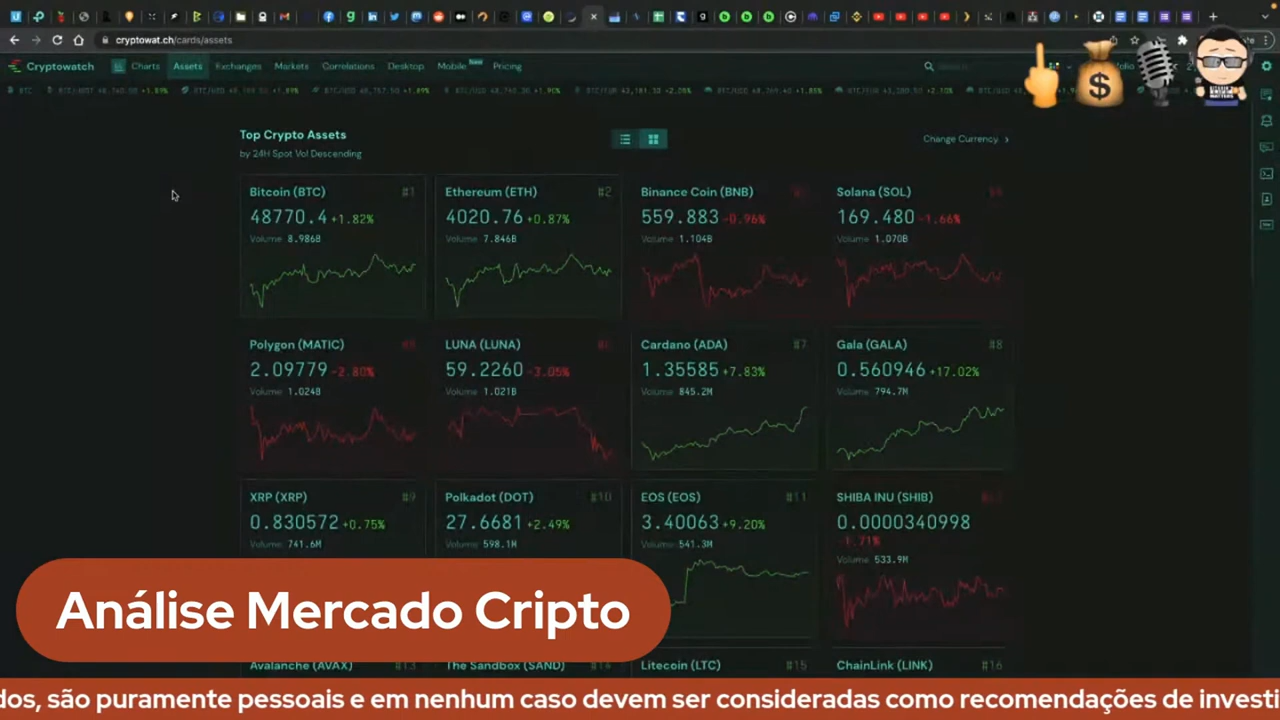 cryptowat.ch/cards/assets
Cryptowatch Charts Assets Exchanges Markets Correlations Desktop Mobile New Pricing
Top Crypto Assets
by 24H Spot Vol Descending
Change Currency
Bitcoin (BTC) #1
48770.4 +1.82%
Volume 8.986B
Ethereum (ETH) #2
4020.76 +0.87%
Volume 7.846B
Binance Coin (BNB)
559.883 -0.96%
Volume 1.104B
Solana (SOL)
169.480 -1.66%
Volume 1.070B
Polygon (MATIC)
2.09779 -2.80%
Volume 1.024B
LUNA (LUNA)
59.2260 -3.05%
Volume 1.021B
Cardano (ADA) #7
1.35585 +7.83%
Volume 845.2M
Gala (GALA) #8
0.560946 +17.02%
Volume 794.7M
XRP (XRP) #9
0.830572 +0.75%
Volume 741.6M
Polkadot (DOT) #10
27.6681 +2.49%
Volume 598.1M
EOS (EOS) #11
3.40063 +9.20%
Volume 541.3M
SHIBA INU (SHIB)
0.0000340998
-1.71%
Volume 533.9M
Análise Mercado Cripto
Avalanche (AVAX) #13
The Sandbox (SAND) #14
Litecoin (LTC) #15
ChainLink (LINK) #16
dos, são puramente pessoais e em nenhum caso devem ser consideradas como recomendações de investi